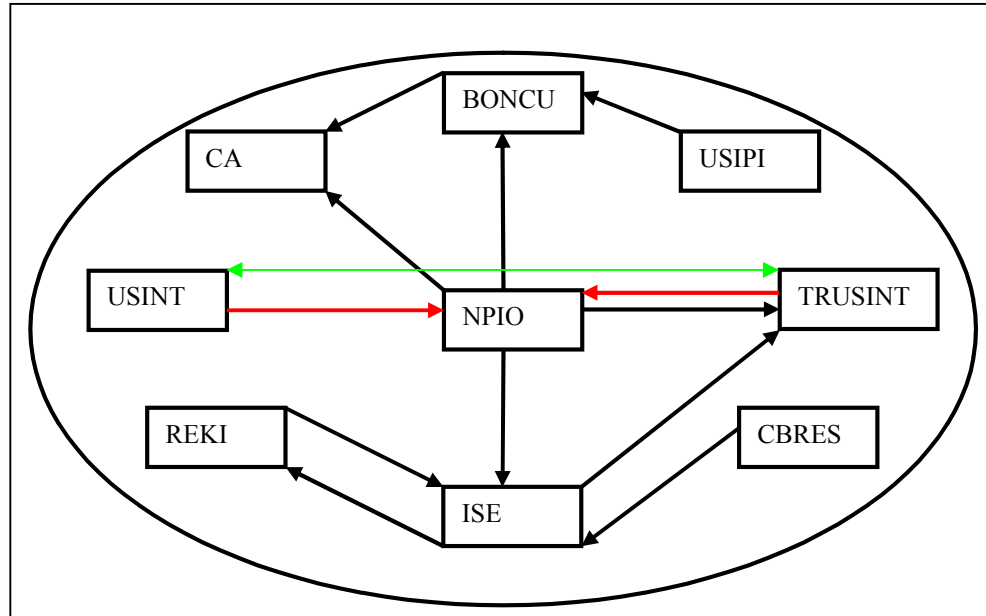 BONCU
CA
USIPI
USINT
NPIO
TRUSINT
REKI
CBRES
ISE